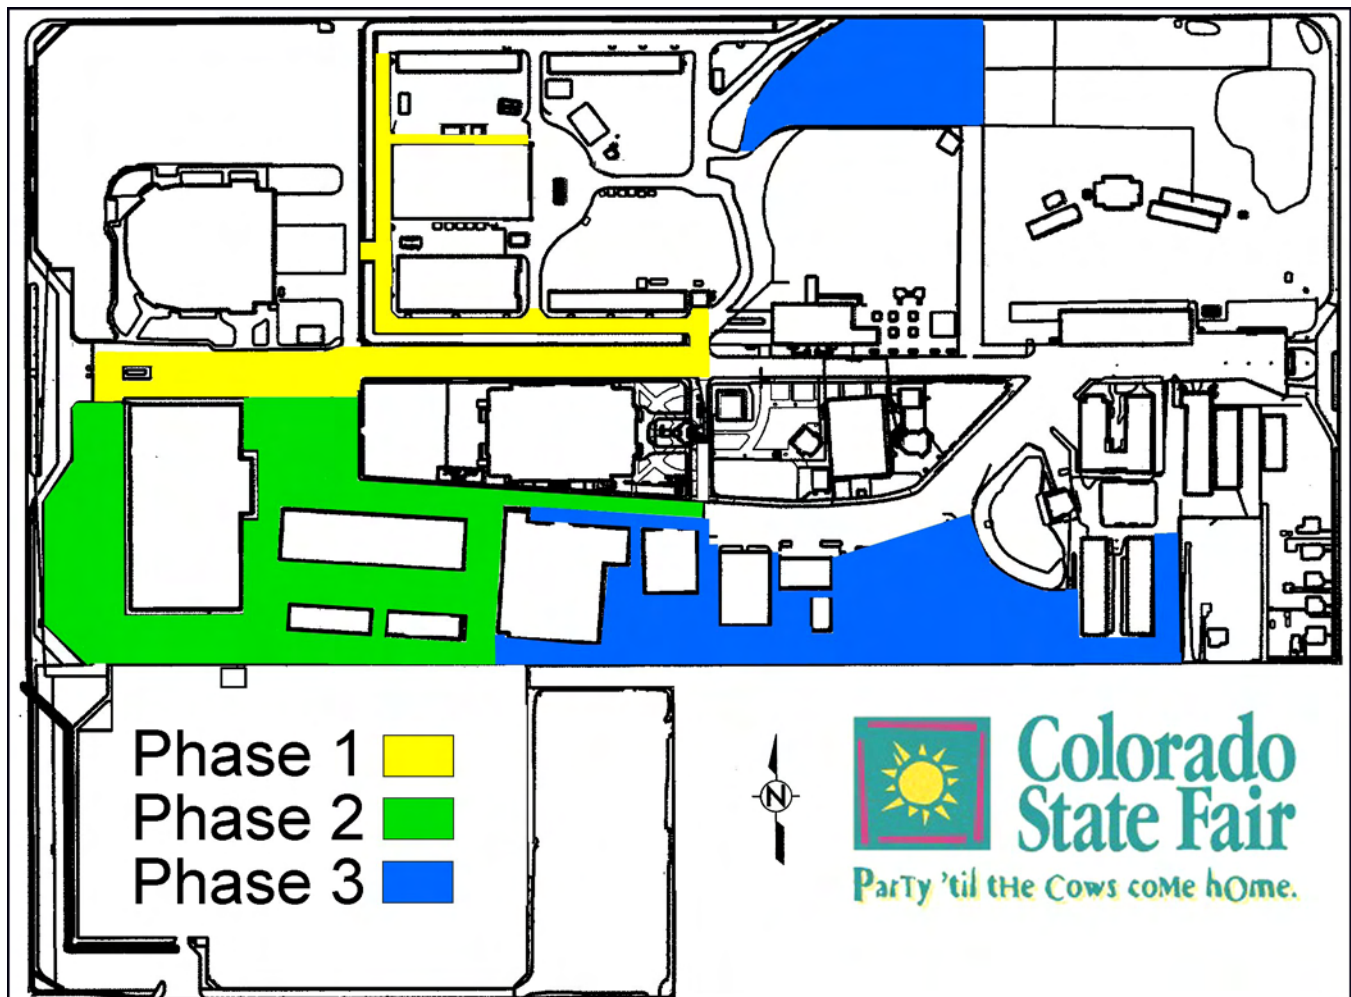 Phase 1
Phase 2
Phase 3
N
Colorado
State Fair
ParTy 'til tHe Cows coMe hOme.